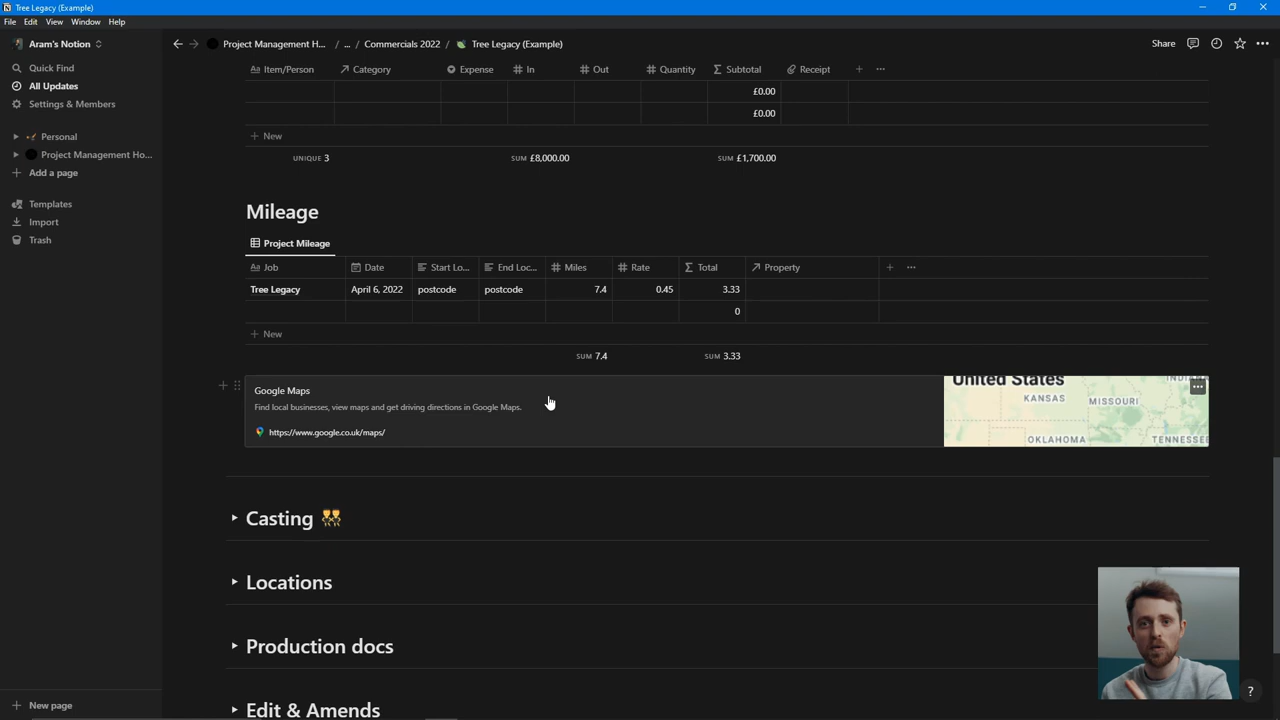 Tree Legacy (Example)
File Edit View Window Help
Aram's Notion
Project Management H... / ... / Commercials 2022 / Tree Legacy (Example)
Share
Quick Find
All Updates
Settings & Members
Personal
Project Management Ho...
Add a page
Templates
Import
Trash
New page
Aa Item/Person Category Expense # In # Out # Quantity Σ Subtotal Receipt + ...
£0.00
£0.00
+ New
UNIQUE 3 SUM £8,000.00 SUM £1,700.00
Mileage
Project Mileage
Aa Job Date Start Lo... End Loc... # Miles # Rate Σ Total Property + ...
Tree Legacy April 6, 2022 postcode postcode 7.4 0.45 3.33
0
+ New
SUM 7.4 SUM 3.33
Google Maps
Find local businesses, view maps and get driving directions in Google Maps.
https://www.google.co.uk/maps/
United States
KANSAS
MISSOURI
OKLAHOMA
TENNESSEE
Casting
Locations
Production docs
Edit & Amends
?